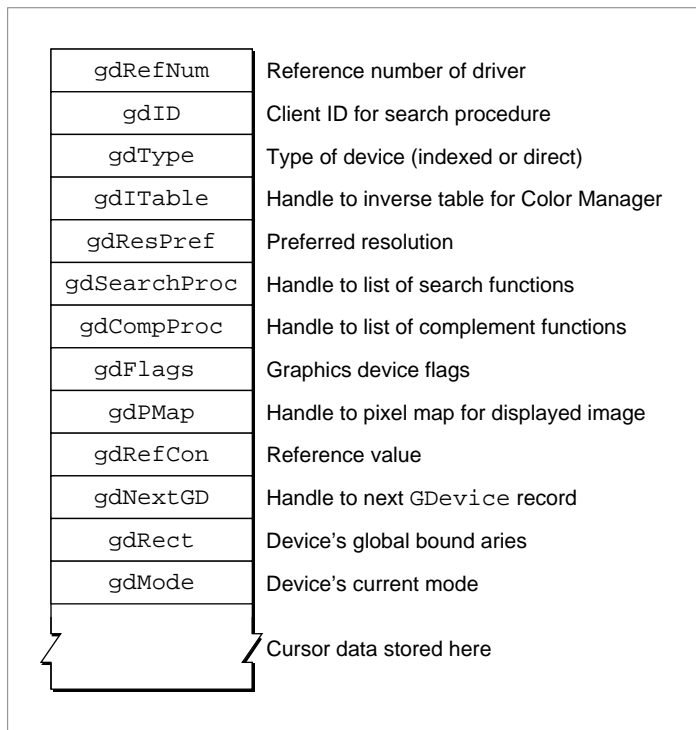 gdRefNum Reference number of driver
gdID Client ID for search procedure
gdType Type of device (indexed or direct)
gdITable Handle to inverse table for Color Manager
gdResPref Preferred resolution
gdSearchProc Handle to list of search functions
gdCompProc Handle to list of complement functions
gdFlags Graphics device flags
gdPMap Handle to pixel map for displayed image
gdRefCon Reference value
gdNextGD Handle to next GDevice record
gdRect Device's global bound aries
gdMode Device's current mode
Cursor data stored here